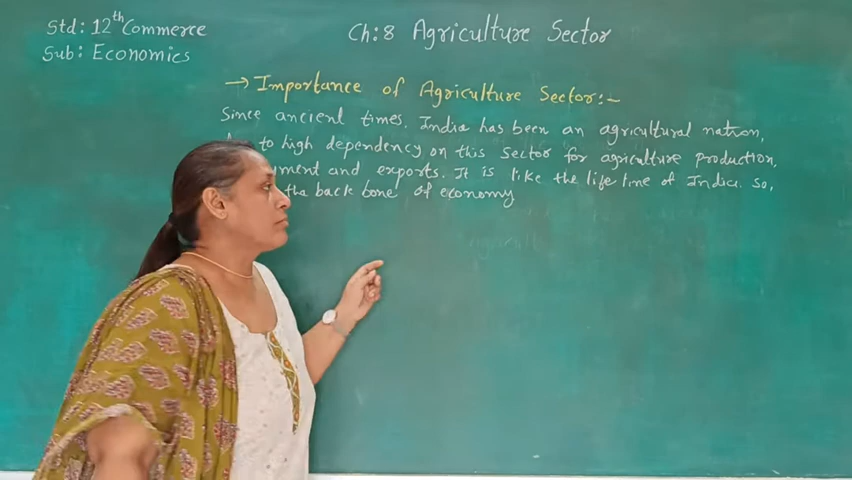 Std: 12th Commerce
Sub: Economics
Ch:8 Agriculture Sector
→ Importance of Agriculture Sector:-
Since ancient times. India has been an agricultural nation,
to high dependency on this sector for agriculture production,
and exports. It is like the life line of India. So,
the back bone of economy